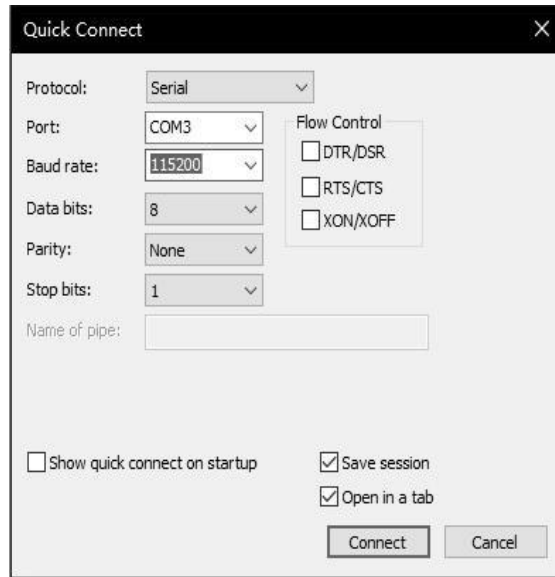 Quick Connect
Protocol: Serial
Port: COM3
Flow Control
DTR/DSR
Baud rate: 115200
RTS/CTS
Data bits: 8
XON/XOFF
Parity: None
Stop bits: 1
Name of pipe:
Show quick connect on startup
Save session
Open in a tab
Connect
Cancel